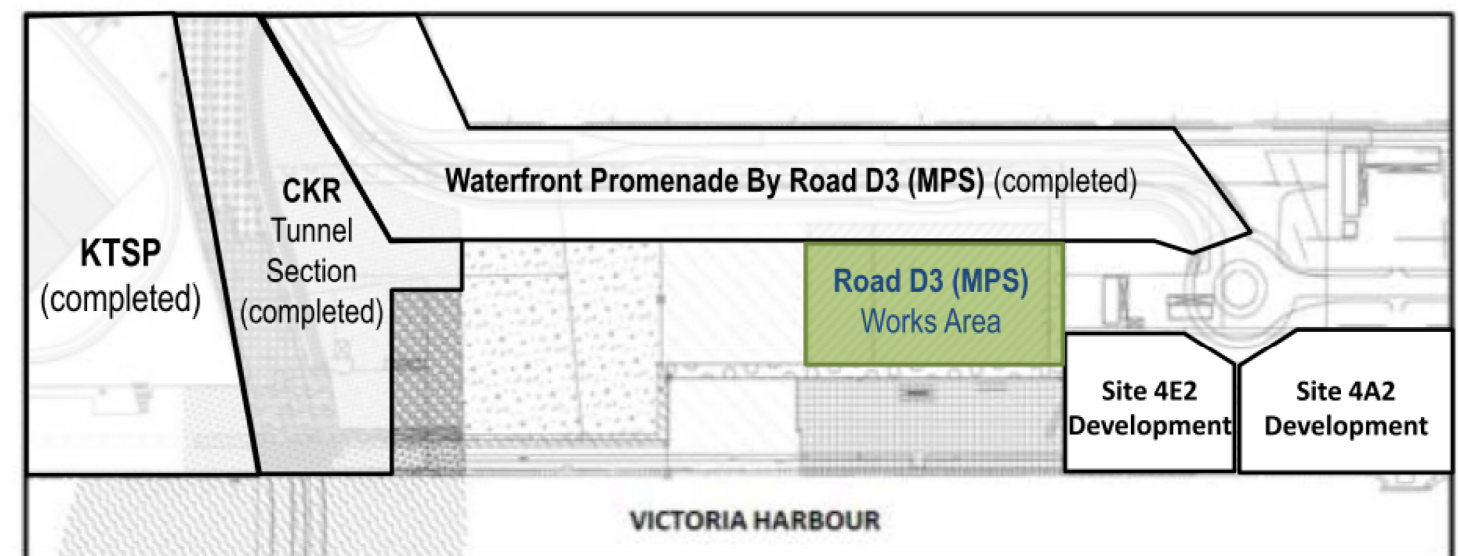 Waterfront Promenade By Road D3 (MPS) (completed)
CKR
Tunnel
Section
(completed)
KTSP
(completed)
Road D3 (MPS)
Works Area
Site 4E2
Development
Site 4A2
Development
VICTORIA HARBOUR